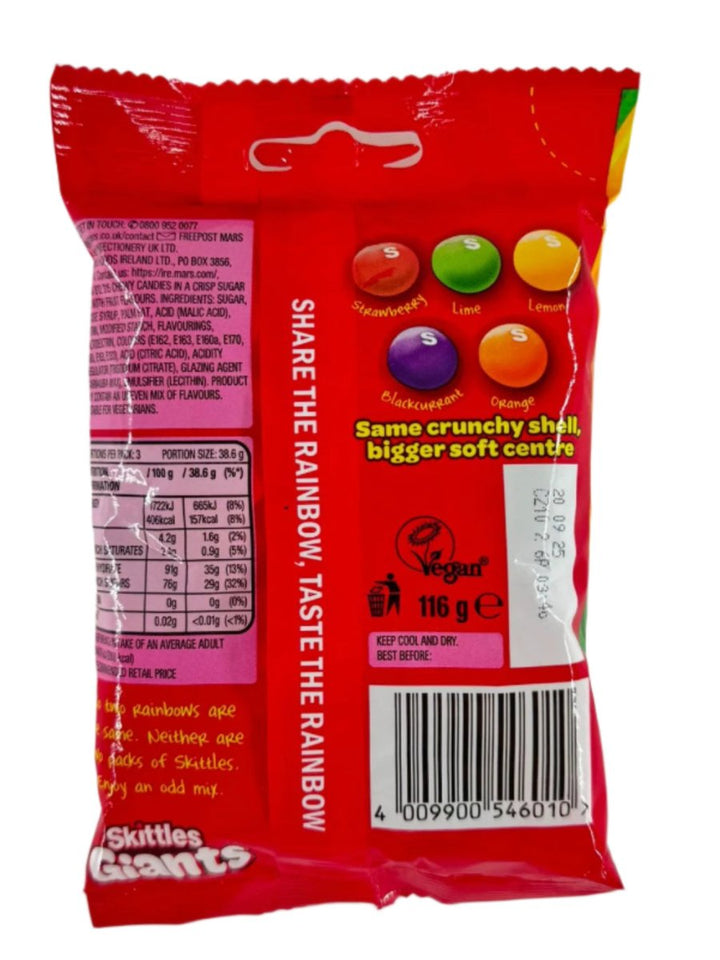 IN TOUCH: ✆0800 952 0077
.co.uk/contact ✉ FREEPOST MARS
UK LTD.
IRELAND LTD., PO BOX 3856,
us: https://ire.mars.com/,
CHEWY CANDIES IN A CRISP SUGAR
WITH FRUIT FLAVOURS. INGREDIENTS: SUGAR,
SYRUP, PALM FAT, ACID (MALIC ACID),
MODIFIED STARCH, FLAVOURINGS,
COLOURS (E162, E163, E160a, E170,
ACID (CITRIC ACID), ACIDITY
CITRATE), GLAZING AGENT
EMULSIFIER (LECITHIN). PRODUCT
CONTAIN AN UNEVEN MIX OF FLAVOURS.
FOR VEGETARIANS.
PER PACK: 3 PORTION SIZE: 38.6 g
/ 100 g / 38.6 g (%*)
1722kJ 665kJ (8%)
406kcal 157kcal (8%)
4.2g 1.6g (2%)
SATURATES 0.9g (5%)
91g 35g (13%)
76g 29g (32%)
0g 0g (0%)
0.02g <0.01g (<1%)
OF AN AVERAGE ADULT
RETAIL PRICE
two rainbows are
same. Neither are
packs of Skittles.
Enjoy an odd mix.
Skittles
Giants
SHARE THE RAINBOW, TASTE THE RAINBOW
S S S
Strawberry Lime Lemon
S S
Blackcurrant Orange
Same crunchy shell,
bigger soft centre
20 09 25
03:46
Vegan
116 g ℮
KEEP COOL AND DRY.
BEST BEFORE:
4 009900 546010 >